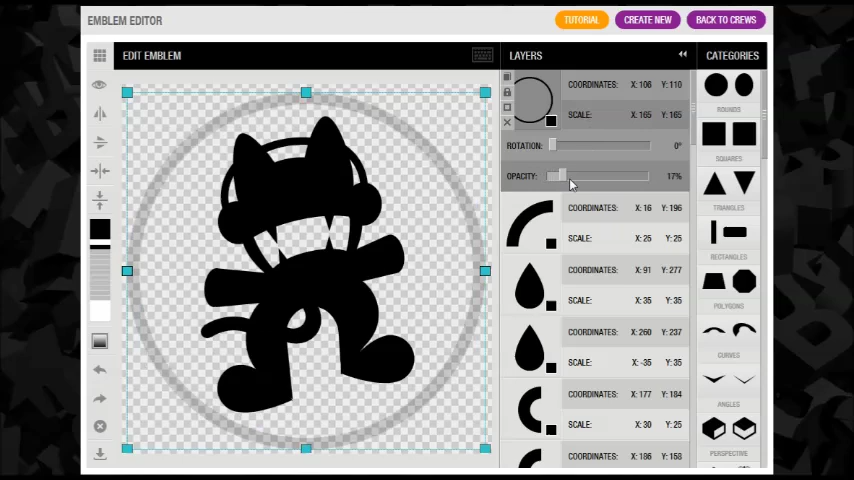 EMBLEM EDITOR
TUTORIAL
CREATE NEW
BACK TO CREWS
EDIT EMBLEM
LAYERS
CATEGORIES
COORDINATES: X: 106 Y: 110
SCALE: X: 165 Y: 165
ROTATION: 0°
OPACITY: 17%
COORDINATES: X: 16 Y: 196
SCALE: X: 25 Y: 25
COORDINATES: X: 91 Y: 277
SCALE: X: 35 Y: 35
COORDINATES: X: 260 Y: 237
SCALE: X: -35 Y: 35
COORDINATES: X: 177 Y: 184
SCALE: X: 30 Y: 25
COORDINATES: X: 186 Y: 158
ROUNDS
SQUARES
TRIANGLES
RECTANGLES
POLYGONS
CURVES
ANGLES
PERSPECTIVE